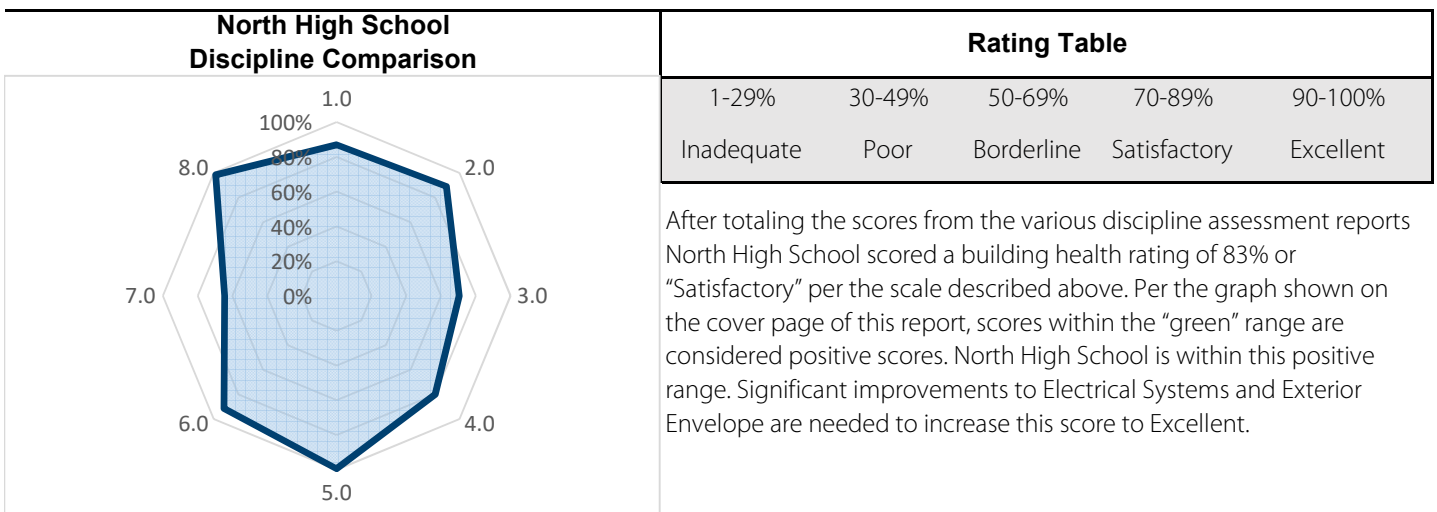 North High School
Discipline Comparison
1.0
100%
80%
60%
40%
20%
0%
2.0
3.0
4.0
5.0
6.0
7.0
8.0
Rating Table
1-29% 30-49% 50-69% 70-89% 90-100%
Inadequate Poor Borderline Satisfactory Excellent
After totaling the scores from the various discipline assessment reports
North High School scored a building health rating of 83% or
“Satisfactory” per the scale described above. Per the graph shown on
the cover page of this report, scores within the “green” range are
considered positive scores. North High School is within this positive
range. Significant improvements to Electrical Systems and Exterior
Envelope are needed to increase this score to Excellent.